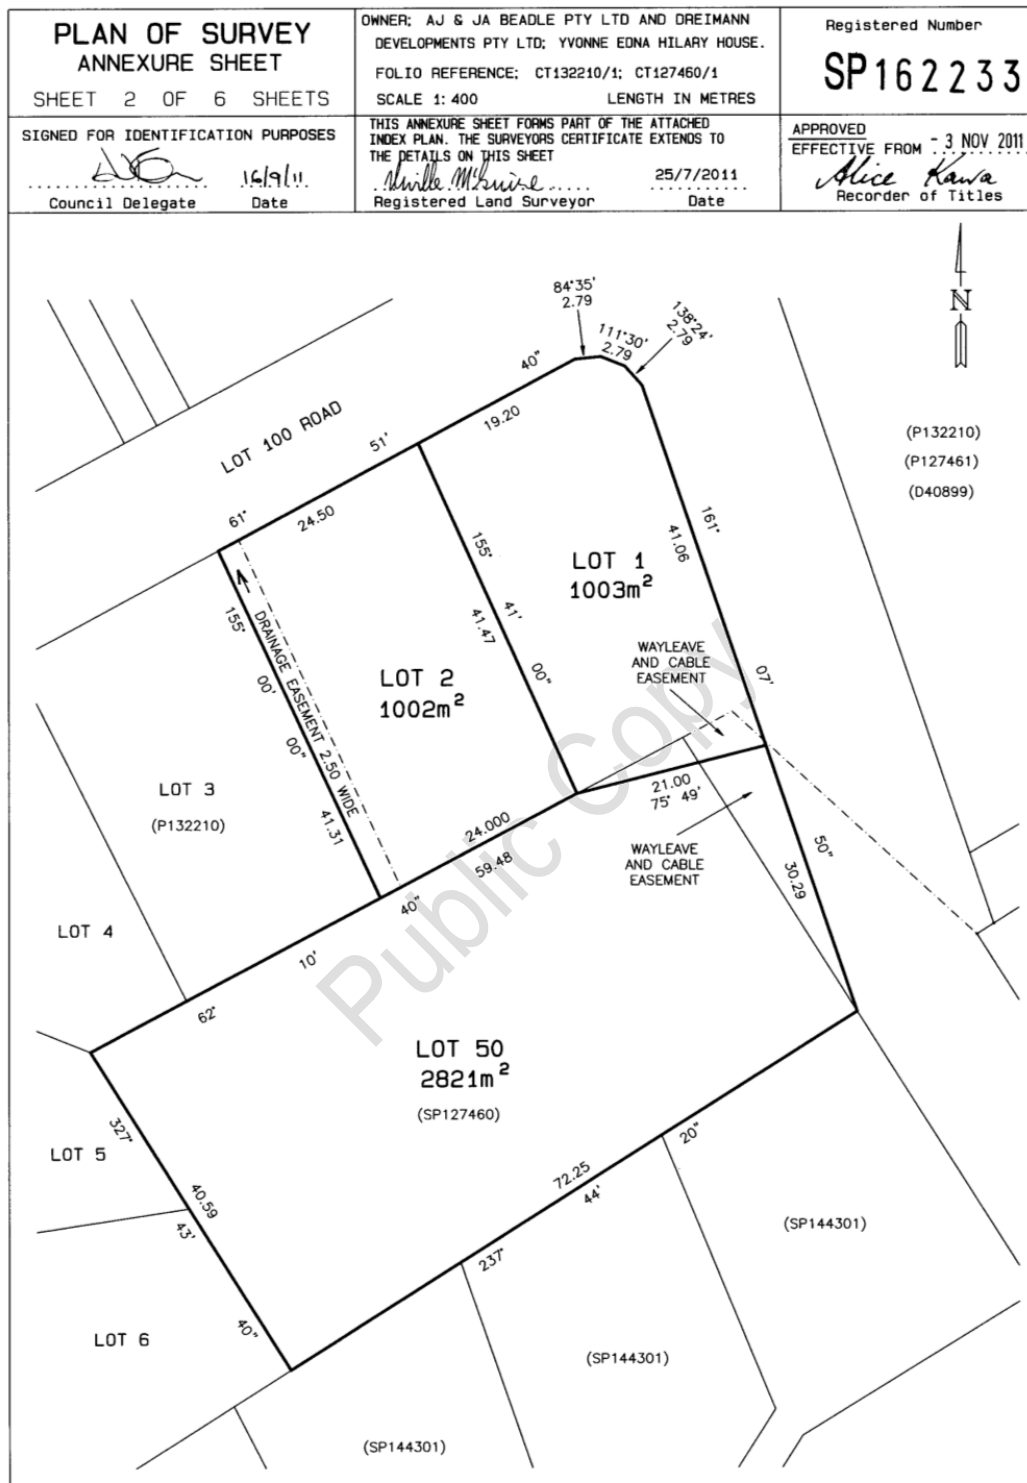 PLAN OF SURVEY
ANNEXURE SHEET
SHEET 2 OF 6 SHEETS
SIGNED FOR IDENTIFICATION PURPOSES
16/9/11
Council Delegate Date
OWNER: AJ & JA BEADLE PTY LTD AND DREIMANN
DEVELOPMENTS PTY LTD; YVONNE EDNA HILARY HOUSE.
FOLIO REFERENCE: CT132210/1; CT127460/1
SCALE 1:400 LENGTH IN METRES
THIS ANNEXURE SHEET FORMS PART OF THE ATTACHED
INDEX PLAN. THE SURVEYORS CERTIFICATE EXTENDS TO
THE DETAILS ON THIS SHEET
25/7/2011
Registered Land Surveyor Date
Registered Number
SP162233
APPROVED
EFFECTIVE FROM - 3 NOV 2011
Alice Kawa
Recorder of Titles
N
84°35'
2.79
111°30'
2.79
138°24'
2.79
40"
19.20
LOT 100 ROAD
51'
61°
24.50
(P132210)
(P127461)
(D40899)
161°
41.06
07'
50"
30.29
LOT 1
1003m²
155°
41'
41.47
00"
WAYLEAVE
AND CABLE
EASEMENT
LOT 2
1002m²
155°
00'
00"
41.31
DRAINAGE EASEMENT 2.50 WIDE
LOT 3
(P132210)
21.00
75° 49'
24.000
59.48
WAYLEAVE
AND CABLE
EASEMENT
40"
10'
62°
LOT 4
LOT 50
2821m²
(SP127460)
327°
40.59
43'
40"
LOT 5
LOT 6
72.25
44'
20"
237°
(SP144301)
(SP144301)
(SP144301)
Public Copy